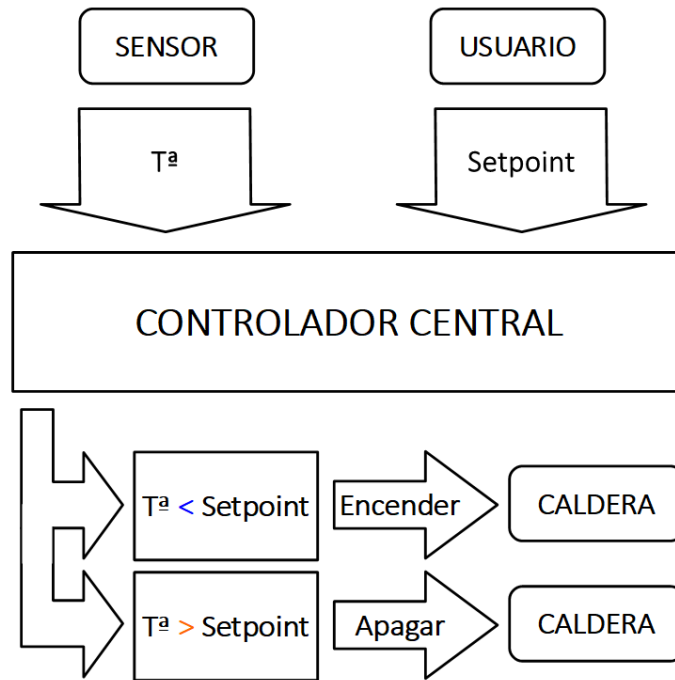 SENSOR
USUARIO
Tª
Setpoint
CONTROLADOR CENTRAL
Tª < Setpoint
Encender
CALDERA
Tª > Setpoint
Apagar
CALDERA